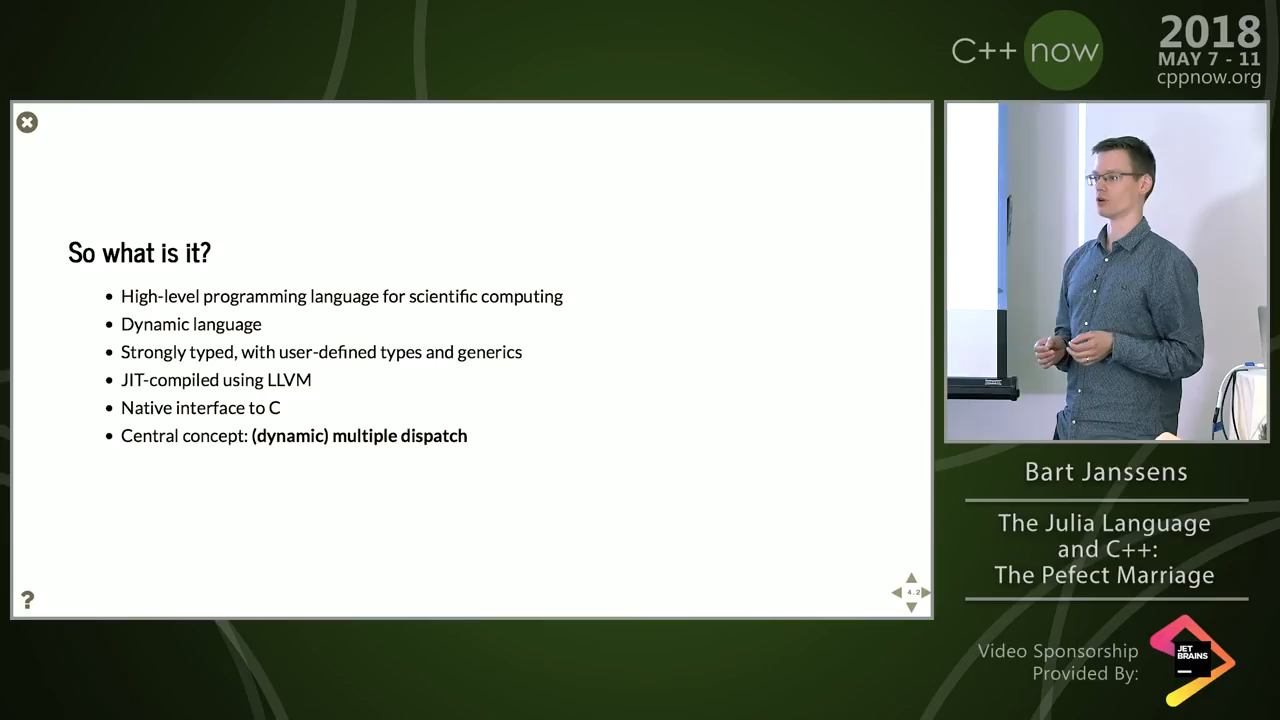 C++ now
2018
MAY 7 - 11
cppnow.org
So what is it?
• High-level programming language for scientific computing
• Dynamic language
• Strongly typed, with user-defined types and generics
• JIT-compiled using LLVM
• Native interface to C
• Central concept: (dynamic) multiple dispatch
?
4.2
Bart Janssens
The Julia Language
and C++:
The Pefect Marriage
Video Sponsorship
Provided By:
JET
BRAINS